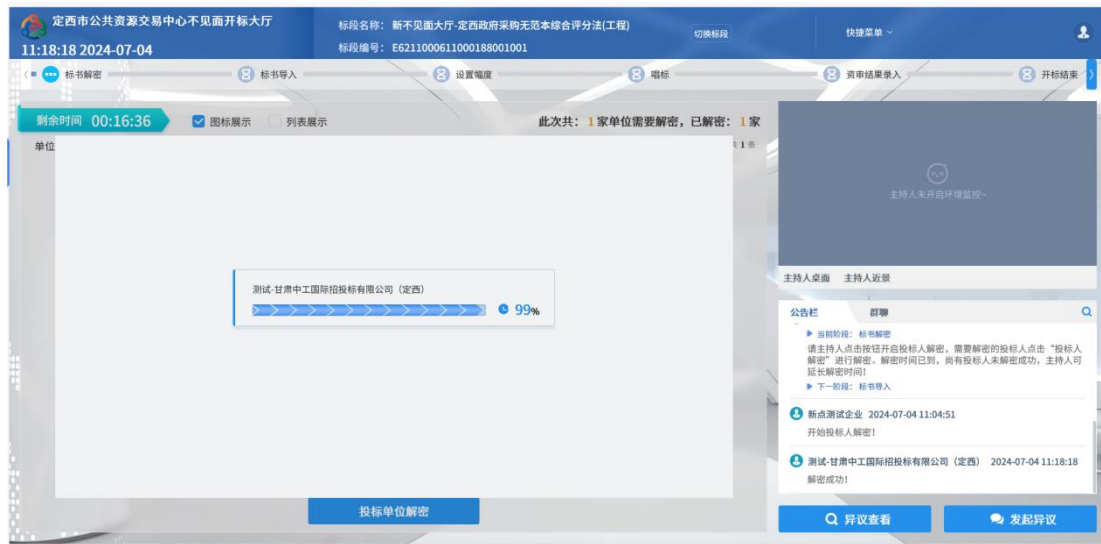 定西市公共资源交易中心不见面开标大厅
11:18:18 2024-07-04
标段名称： 新不见面大厅-定西政府采购无范本综合评分法(工程)
标段编号： E6211000611000188001001
切换标段
快捷菜单
标书解密
标书导入
设置幅度
唱标
资审结果录入
开标结束
剩余时间 00:16:36
图标展示
列表展示
此次共： 1 家单位需要解密，已解密： 1 家
单位
1 条
测试-甘肃中工国际招投标有限公司（定西）
99%
投标单位解密
主持人未开启环境监控~
主持人桌面 主持人近景
公告栏 群聊
当前阶段： 标书解密
请主持人点击按钮开启投标人解密，需要解密的投标人点击“投标人
解密”进行解密。解密时间已到，尚有投标人未解密成功，主持人可
延长解密时间！
下一阶段： 标书导入
新点测试企业 2024-07-04 11:04:51
开始投标人解密！
测试-甘肃中工国际招投标有限公司（定西） 2024-07-04 11:18:18
解密成功！
异议查看
发起异议